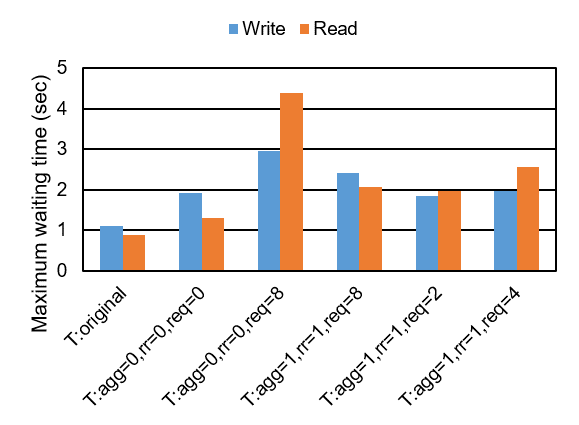 Write Read
Maximum waiting time (sec)
5
4
3
2
1
0
T:original
T:agg=0,rr=0,req=0
T:agg=0,rr=0,req=8
T:agg=1,rr=1,req=8
T:agg=1,rr=1,req=2
T:agg=1,rr=1,req=4